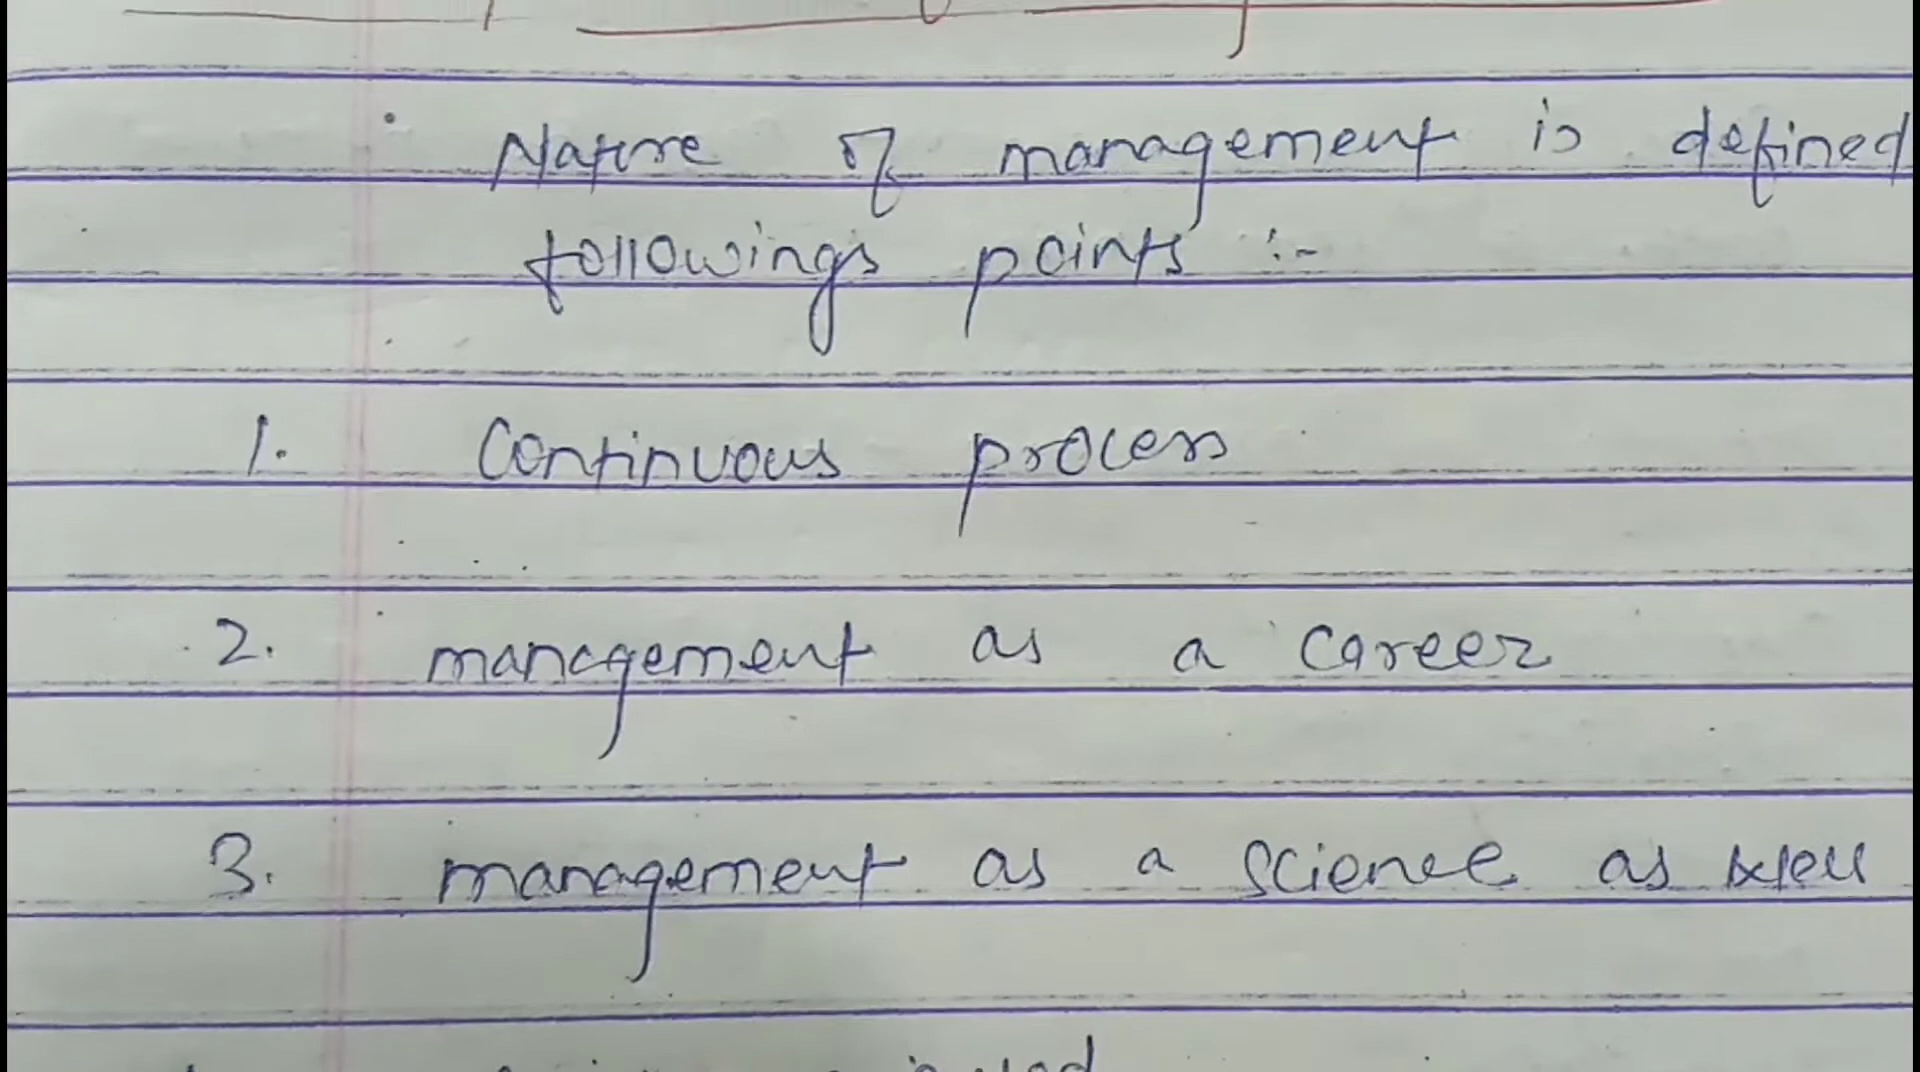 Nature of management is defined
followings points :-
1. Continuous process
2. management as a career
3. management as a science as well